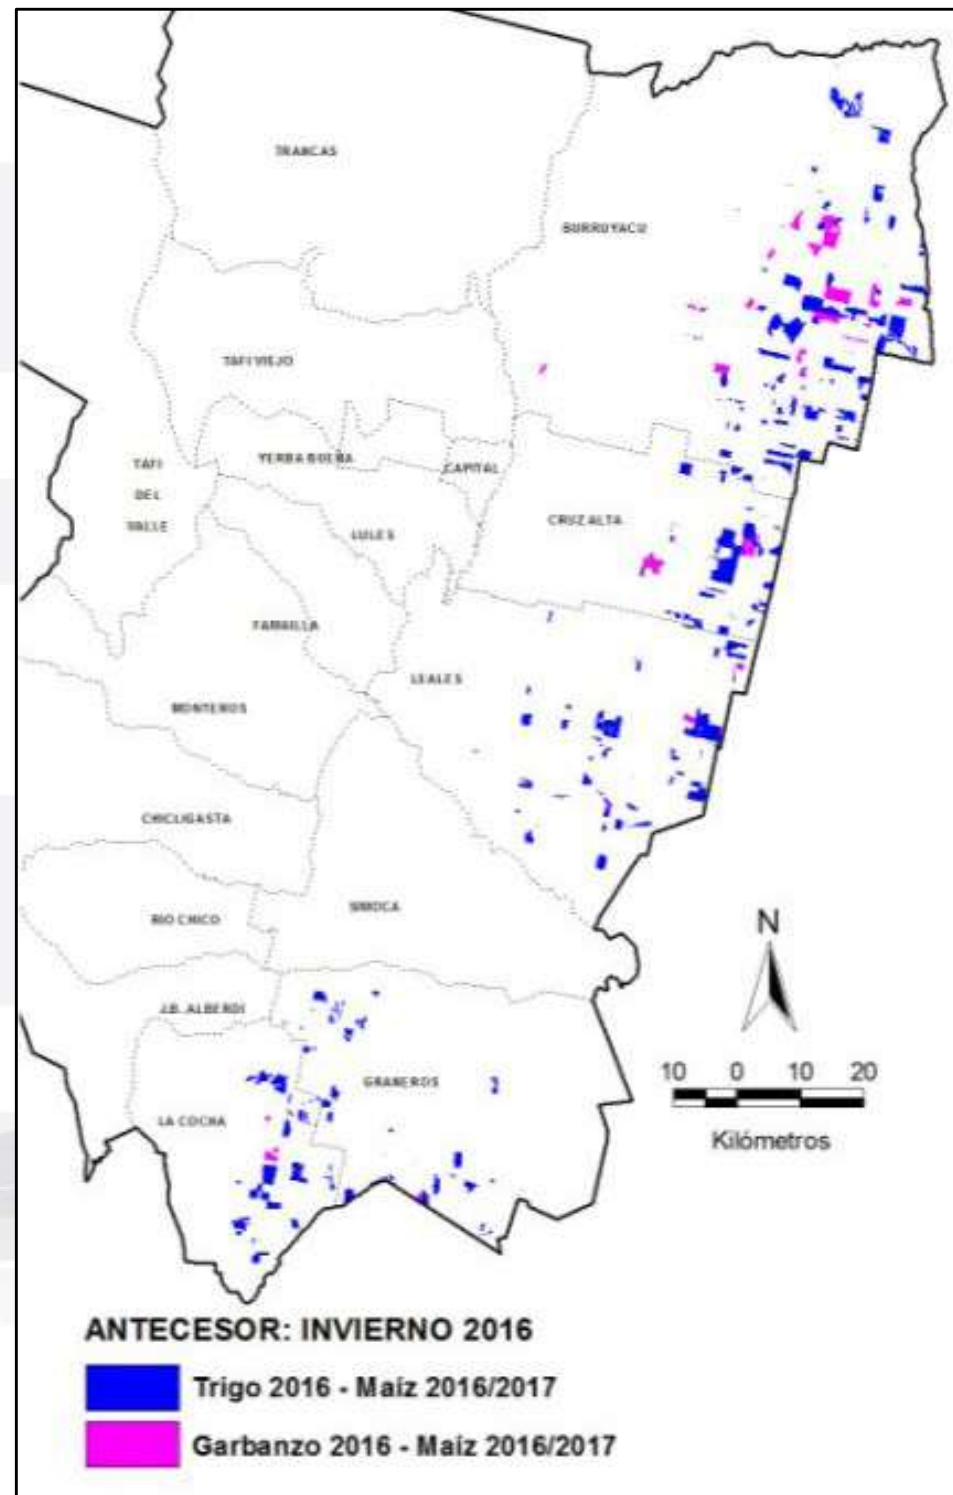 TRANCAS
BURRUYACU
TAFI VIEJO
YERBA BUENA
CAPITAL
TAFI
DEL
VALLE
CRUZ ALTA
LULES
FAMAILLA
LEALES
MONTEROS
CHICLIGASTA
SIMOCA
RIO CHICO
N
J.B. ALBERDI
GRANEROS
LA COCHA
10 0 10 20
Kilómetros
ANTECESOR: INVIERNO 2016
Trigo 2016 - Maíz 2016/2017
Garbanzo 2016 - Maíz 2016/2017